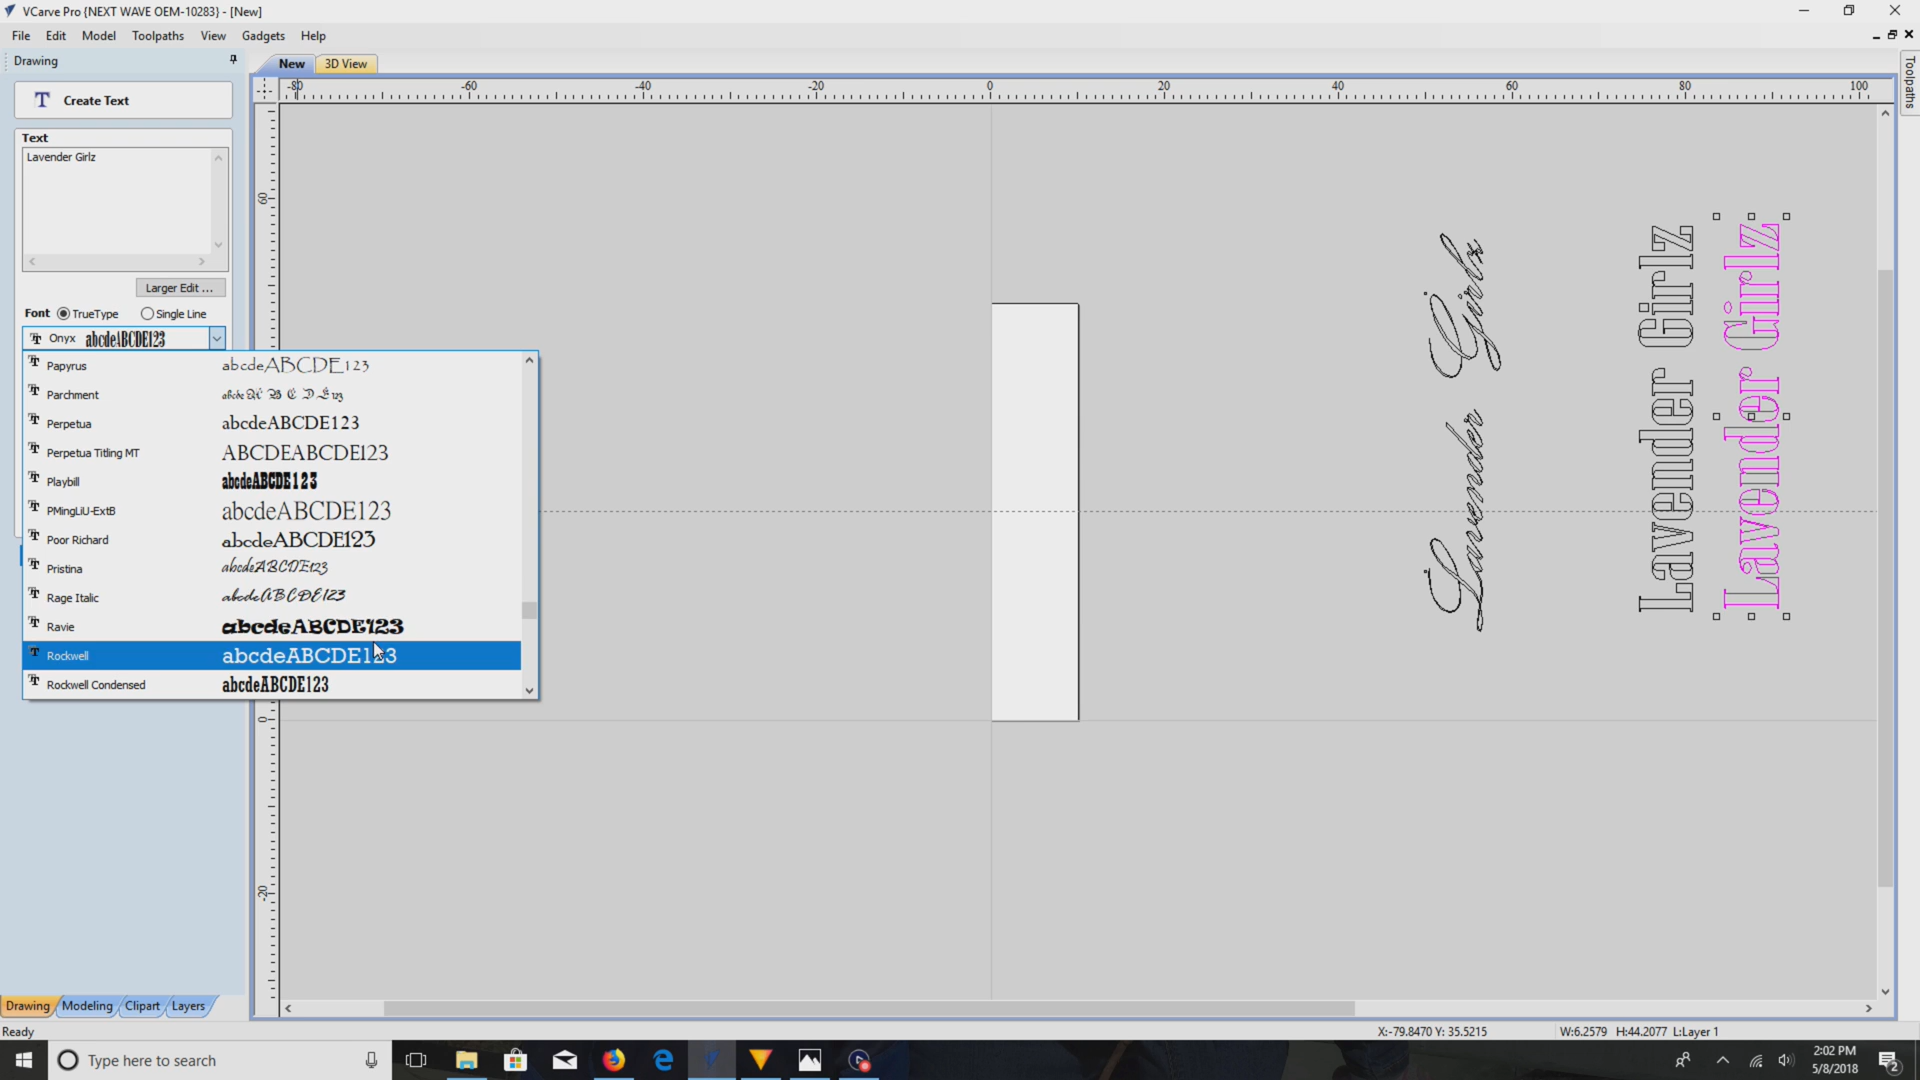 VCarve Pro {NEXT WAVE OEM-10283} - [New]
File Edit Model Toolpaths View Gadgets Help
Drawing
New 3D View
Toolpaths
T Create Text
-80 -60 -40 -20 0 20 40 60 80 100
Text
Lavender Girlz
Larger Edit ...
Font TrueType Single Line
Onyx abcdeABCDE123
Papyrus abcdeABCDE123
Parchment abcdeABCDE123
Perpetua abcdeABCDE123
Perpetua Titling MT ABCDEABCDE123
Playbill abcdeABCDE123
PMingLiU-ExtB abcdeABCDE123
Poor Richard abcdeABCDE123
Pristina abcdeABCDE123
Rage Italic abcdeABCDE123
Ravie abcdeABCDE123
Rockwell abcdeABCDE123
Rockwell Condensed abcdeABCDE123
60
0
-20
Lavender Girlz
Lavender Girlz
Lavender Girlz
Drawing Modeling Clipart Layers
Ready
X:-79.8470 Y: 35.5215
W:6.2579 H:44.2077 L:Layer 1
Type here to search
2:02 PM
5/8/2018
2